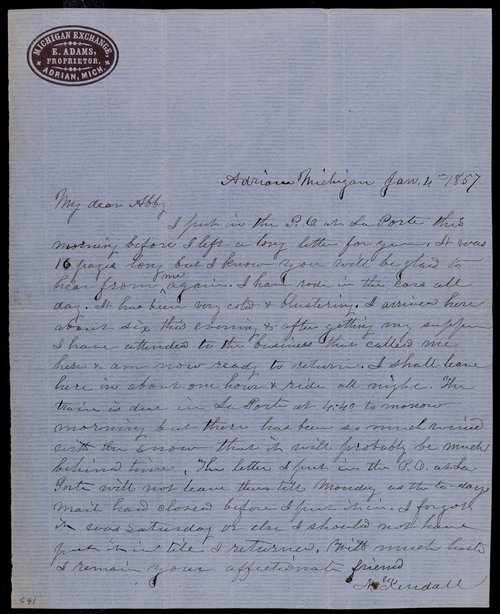 MICHIGAN EXCHANGE,
E. ADAMS,
PROPRIETOR.
ADRIAN, MICH.
Adrian Michigan Jan. 4th 1857
My dear Abby
I put in the P.O. at La Porte this
morning before I left a long letter for you. It was
16 pages long but I know you will be glad to
hear from me again. I have rode in the cars all
day. It has been very cold & blustering. I arrived here
about six this evening & after getting my supper
I have attended to the business that called me
here & am now ready to return. I shall leave
here in about one hour & ride all night. The
train is due in La Porte at 4:40 to morrow
morning but there has been so much wind
with the snow that it will probably be much
behind time. The letter I put in the P.O. at La
Porte will not leave there till Monday as the to-days
mail had closed before I put it in. I forgot
it was Saturday or else I should not have
put it in till I returned. With much haste
I remain your affectionate friend
Kendall
C41